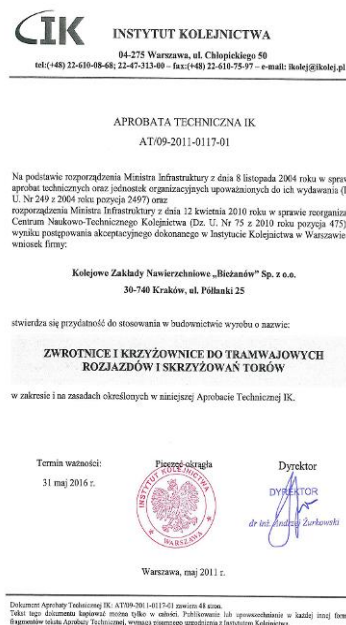 IK
INSTYTUT KOLEJNICTWA
04-275 Warszawa, ul. Chłopickiego 50
tel:(+48) 22-610-08-68; 22-47-313-00 – fax:(+48) 22-610-75-97 – e-mail: ikolej@ikolej.pl
APROBATA TECHNICZNA IK
AT/09-2011-0117-01
Na podstawie rozporządzenia Ministra Infrastruktury z dnia 8 listopada 2004 roku w spraw
aprobat technicznych oraz jednostek organizacyjnych upoważnionych do ich wydawania (D
U. Nr 249 z 2004 roku pozycja 2497) oraz
rozporządzenia Ministra Infrastruktury z dnia 12 kwietnia 2010 roku w sprawie reorganiza
Centrum Naukowo-Technicznego Kolejnictwa (Dz. U. Nr 75 z 2010 roku pozycja 475)
wyniku postępowania akceptacyjnego dokonanego w Instytucie Kolejnictwa w Warszawie
wniosek firmy:
Kolejowe Zakłady Nawierzchniowe „Bieżanów” Sp. z o.o.
30-740 Kraków, ul. Półłanki 25
stwierdza się przydatność do stosowania w budownictwie wyrobu o nazwie:
ZWROTNICE I KRZYŻOWNICE DO TRAMWAJOWYCH
ROZJAZDÓW I SKRZYŻOWAŃ TORÓW
w zakresie i na zasadach określonych w niniejszej Aprobacie Technicznej IK.
Termin ważności: Pieczęć okrągła Dyrektor
31 maj 2016 r.
INSTYTUT KOLEJNICTWA
WARSZAWA
DYREKTOR
dr inż. Andrzej Żurkowski
Warszawa, maj 2011 r.
Dokument Aprobaty Technicznej IK: AT/09-2011-0117-01 zawiera 48 stron.
Tekst tego dokumentu kopiować można tylko w całości. Publikowanie lub upowszechnianie w każdej innej form
fragmentów tekstu Aprobaty Technicznej, wymaga pisemnego uzgodnienia z Instytutem Kolejnictwa.